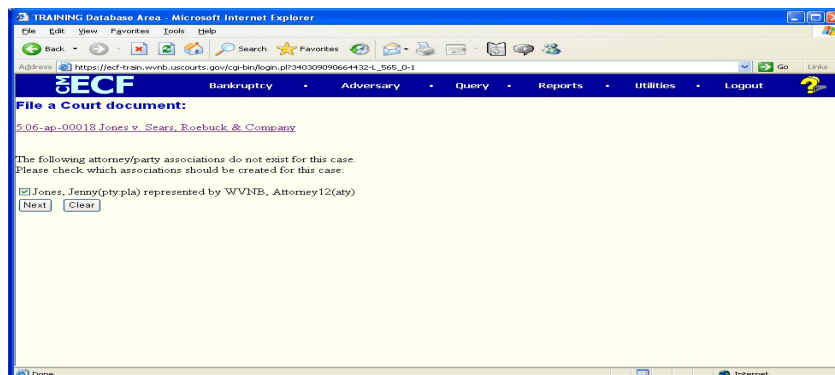 TRAINING Database Area - Microsoft Internet Explorer
File Edit View Favorites Tools Help
Back Search Favorites
Address https://ecf-train.wvnb.uscourts.gov/cgi-bin/login.pl?340309090664432-L_565_0-1 Go Links
CM ECF Bankruptcy • Adversary • Query • Reports • Utilities • Logout ?
File a Court document:
5:06-ap-00018 Jones v. Sears, Roebuck & Company
The following attorney/party associations do not exist for this case.
Please check which associations should be created for this case:
Jones, Jenny(pty:pla) represented by WVNB, Attorney12(aty)
Next Clear
Done Internet